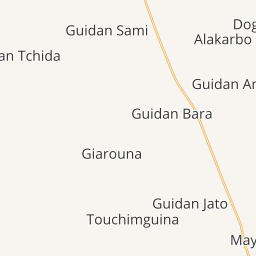 Guidan Sami
Dog
Alakarbo
an Tchida
Guidan An
Guidan Bara
Giarouna
Guidan Jato
Touchimguina
May